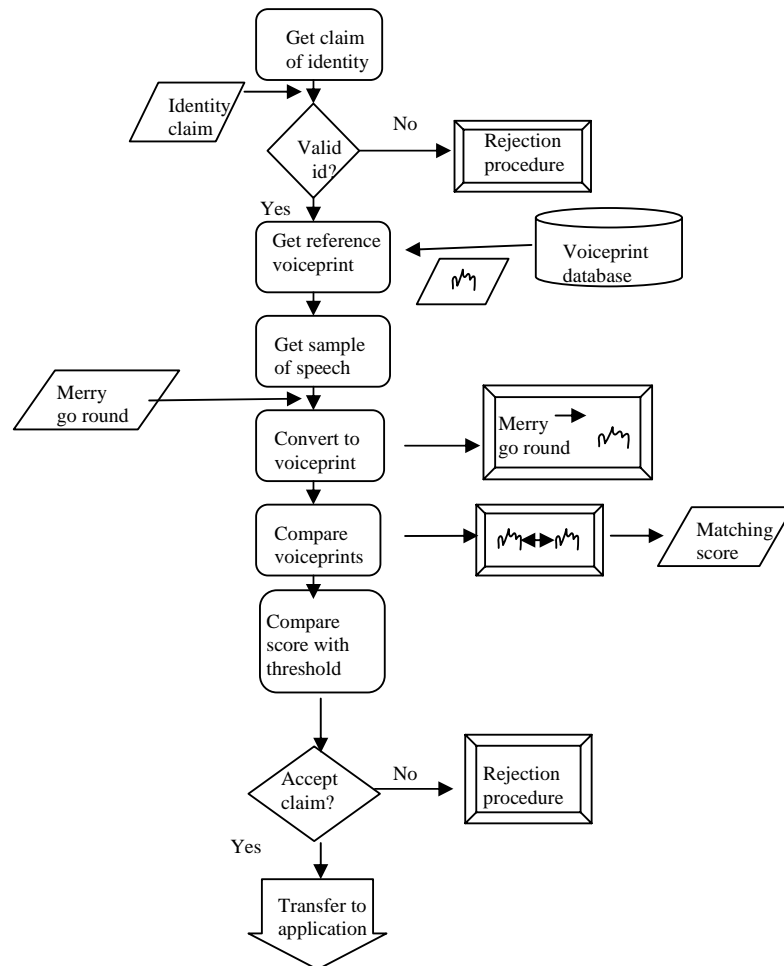 Get claim
of identity
Identity
claim
No
Valid
id?
Rejection
procedure
Yes
Get reference
voiceprint
Voiceprint
database
Get sample
of speech
Merry
go round
Convert to
voiceprint
Merry
go round
Compare
voiceprints
Matching
score
Compare
score with
threshold
Accept
claim?
No
Rejection
procedure
Yes
Transfer to
application